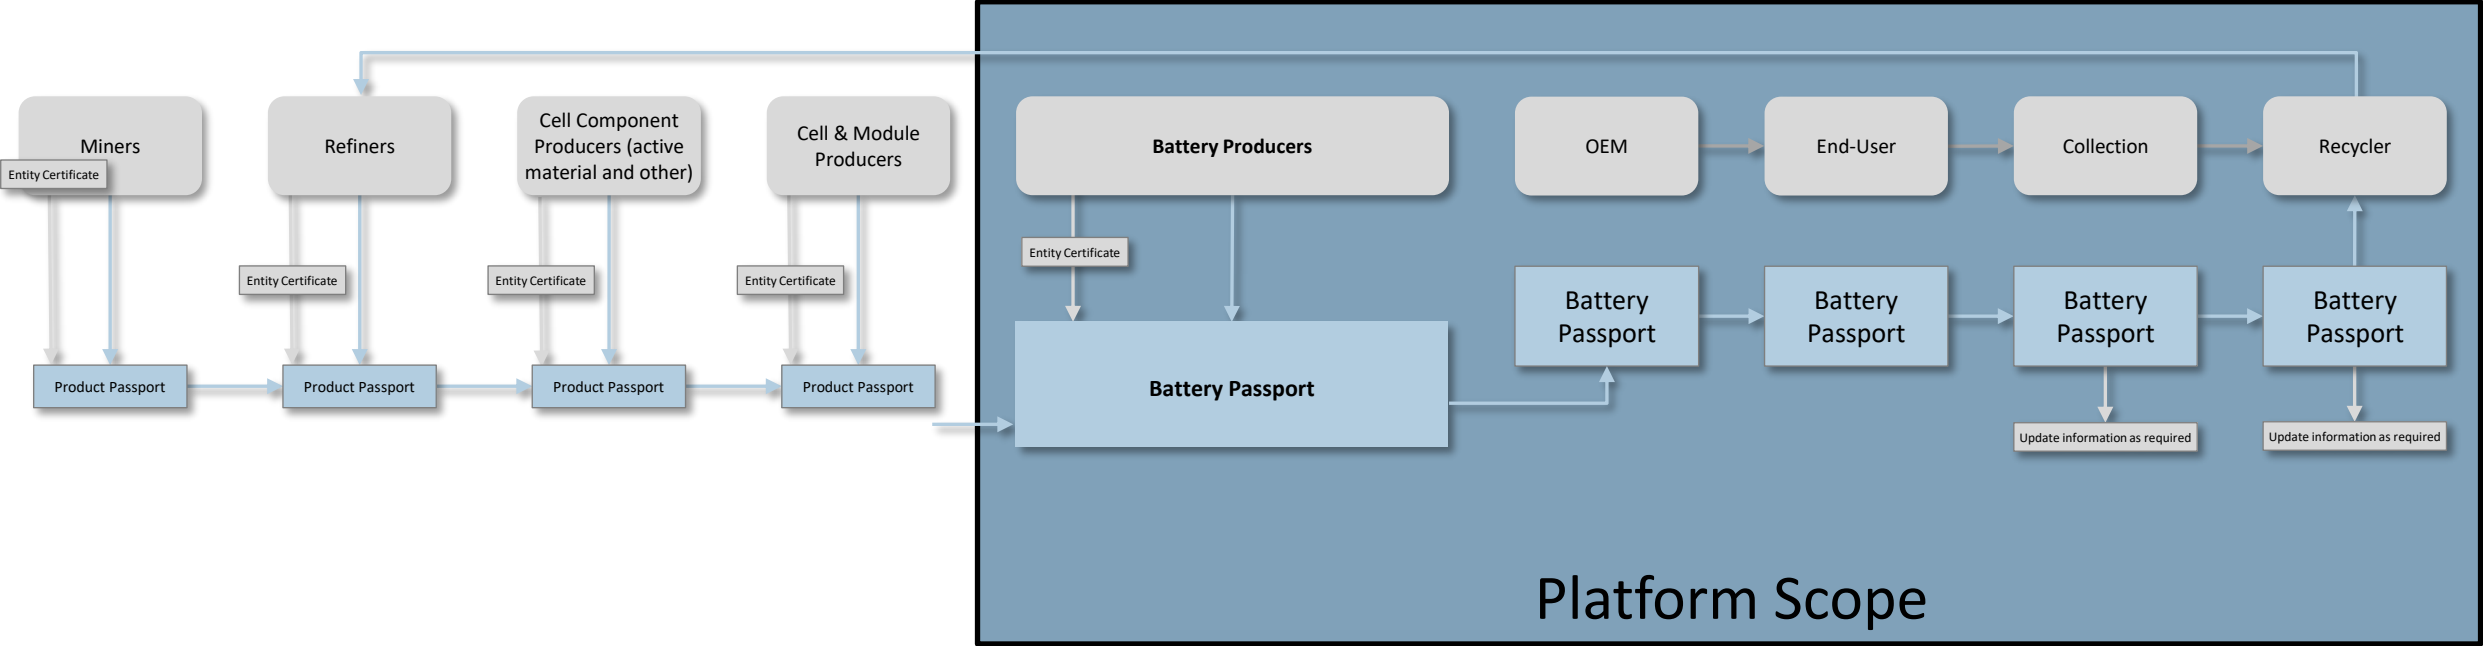 Miners
Entity Certificate
Refiners
Cell Component
Producers (active
material and other)
Cell & Module
Producers
Battery Producers
OEM
End-User
Collection
Recycler
Entity Certificate
Entity Certificate
Entity Certificate
Entity Certificate
Battery
Passport
Battery
Passport
Battery
Passport
Battery
Passport
Product Passport
Product Passport
Product Passport
Product Passport
Battery Passport
Update information as required
Update information as required
Platform Scope